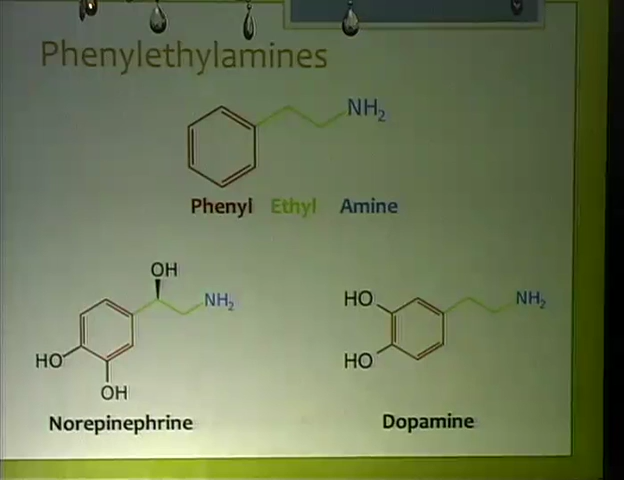 Phenylethylamines
NH2
Phenyl Ethyl Amine
OH
NH2
HO
OH
Norepinephrine
HO
NH2
HO
Dopamine